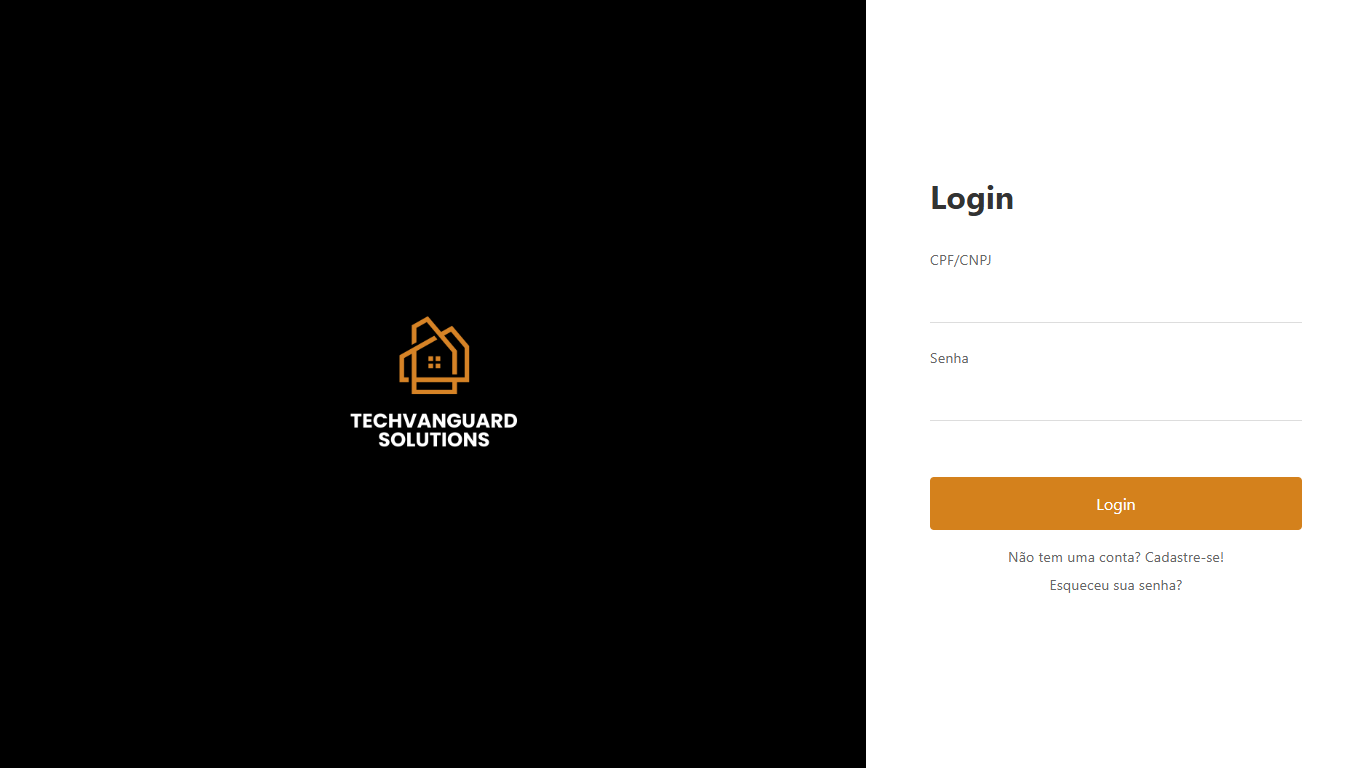 TECHVANGUARD
SOLUTIONS
Login
CPF/CNPJ
Senha
Login
Não tem uma conta? Cadastre-se!
Esqueceu sua senha?